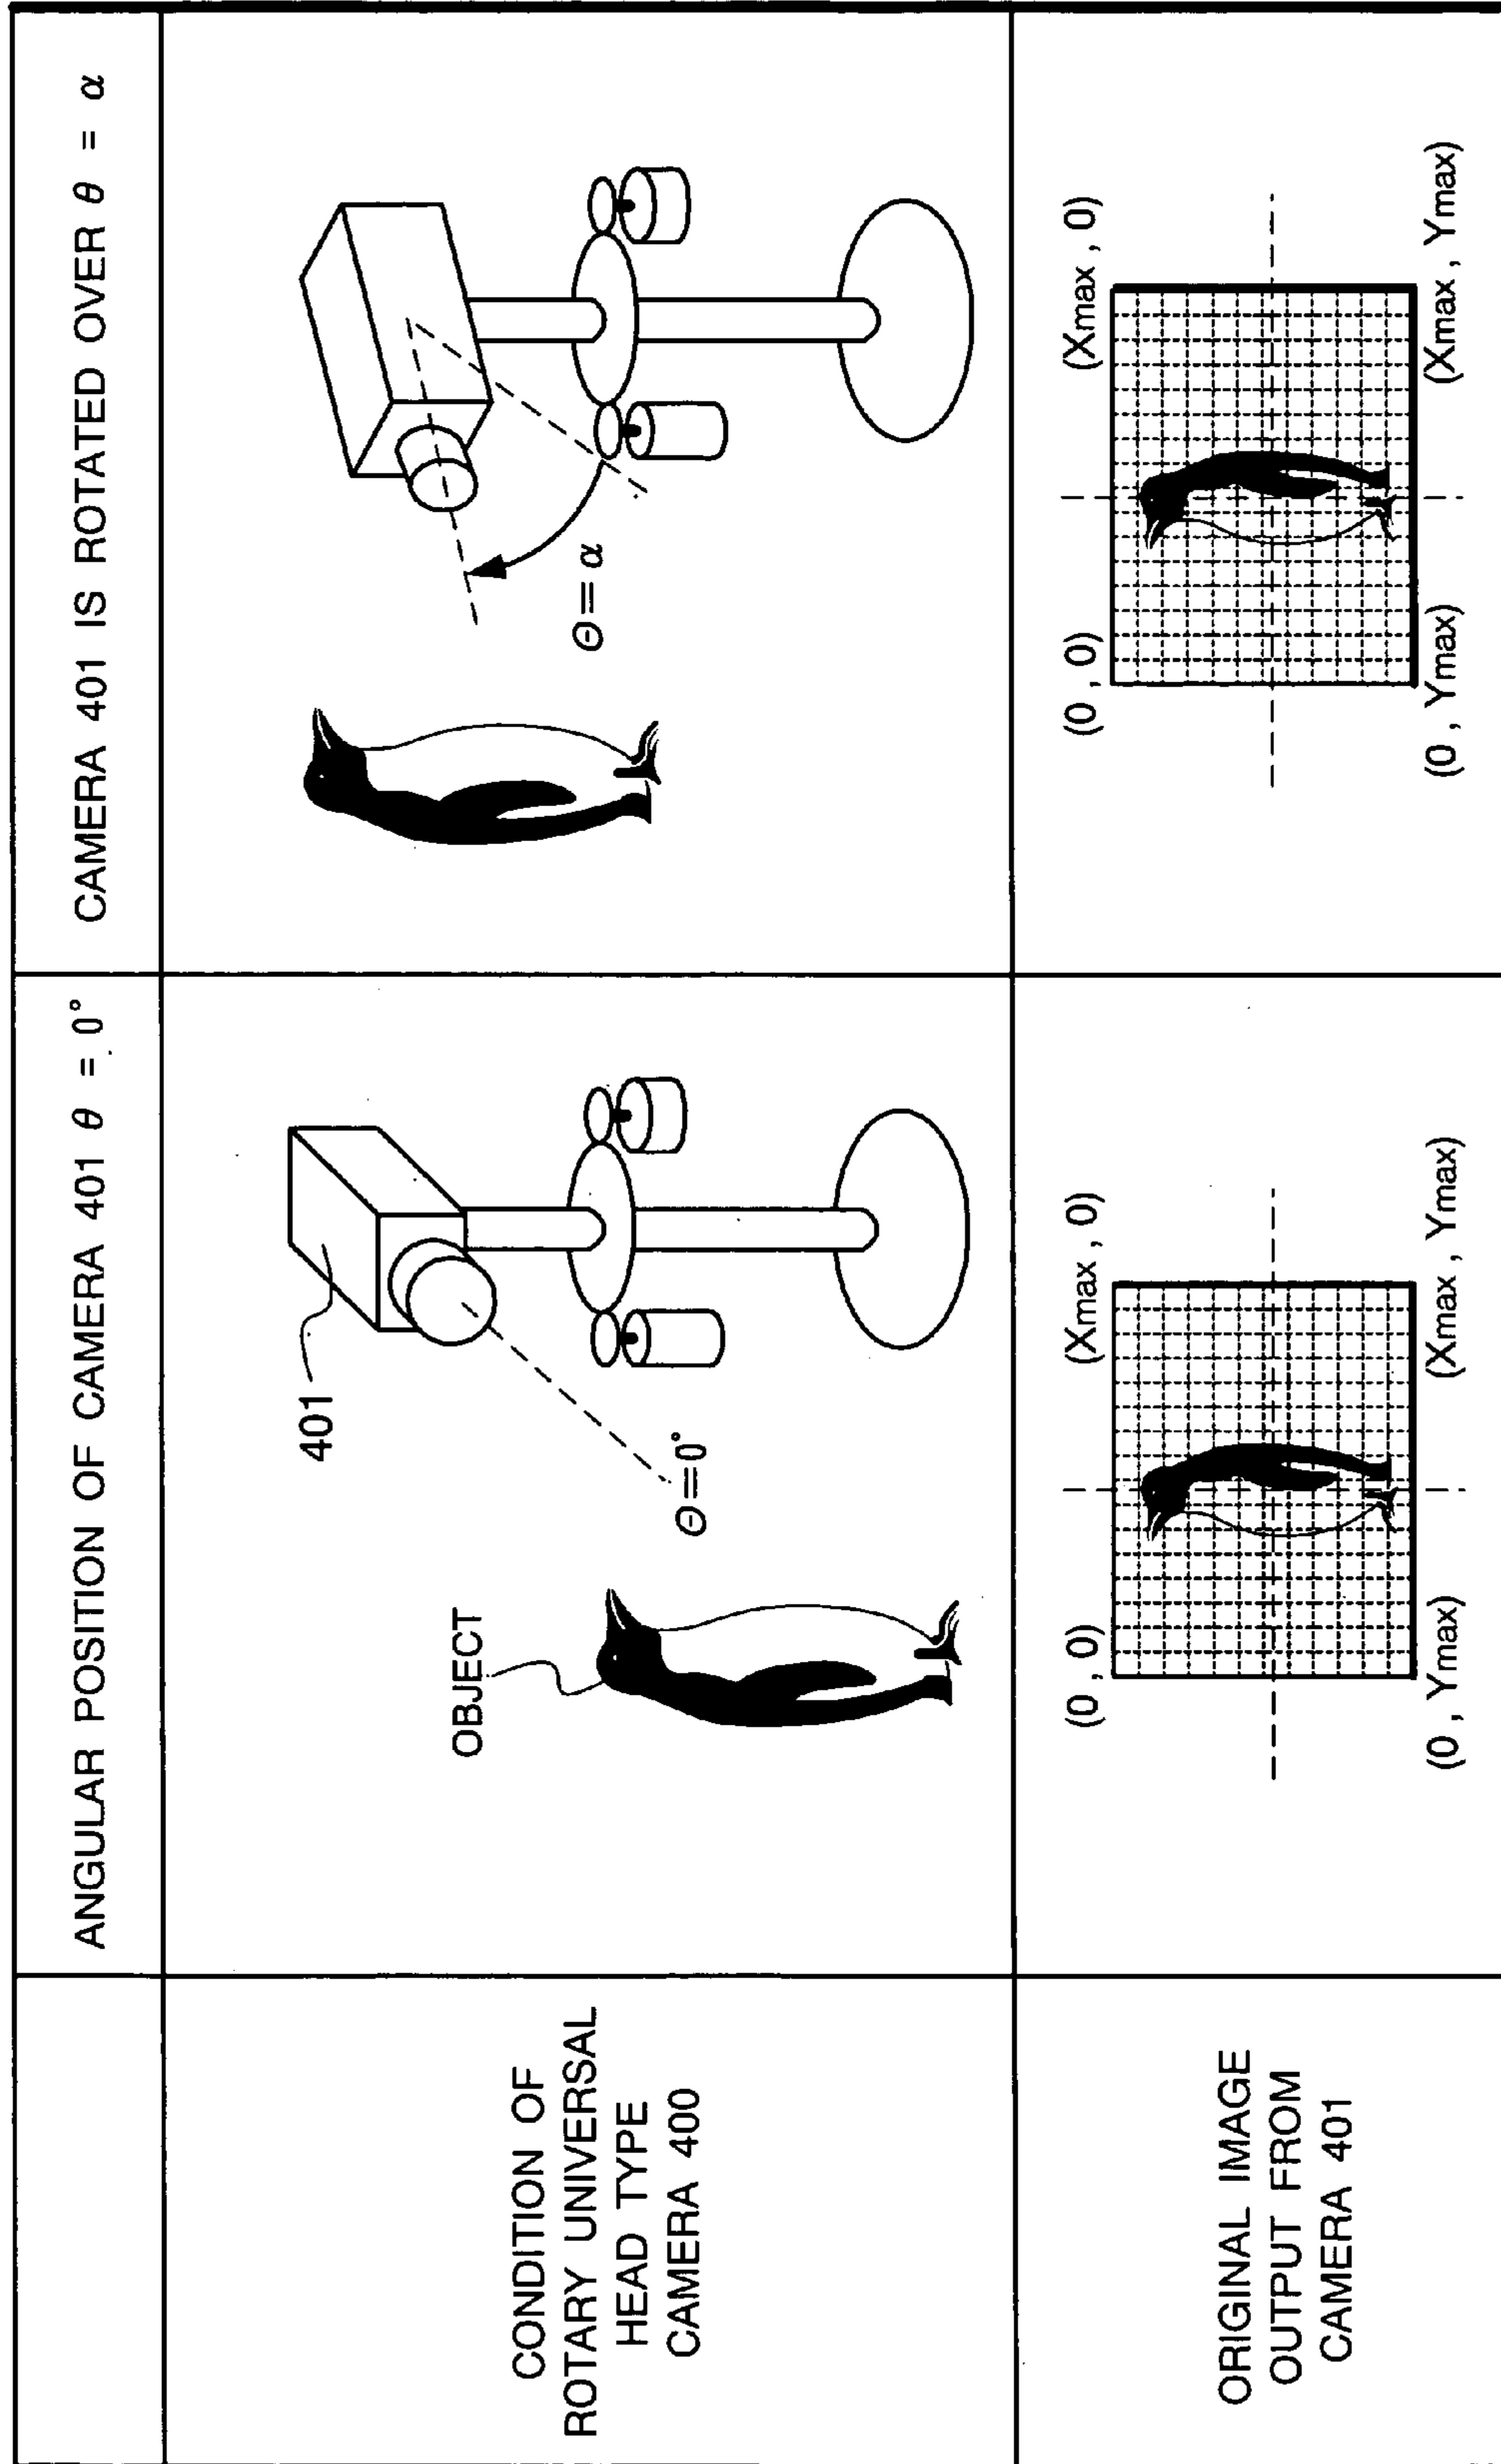 ANGULAR POSITION OF CAMERA 401 θ = 0°
CAMERA 401 IS ROTATED OVER θ = α
CONDITION OF
ROTARY UNIVERSAL
HEAD TYPE
CAMERA 400
OBJECT
401
Θ=0°
Θ=α
ORIGINAL IMAGE
OUTPUT FROM
CAMERA 401
(0 , 0)
(Xmax , 0)
(0 , Ymax)
(Xmax , Ymax)
(0 , 0)
(Xmax , 0)
(0 , Ymax)
(Xmax , Ymax)